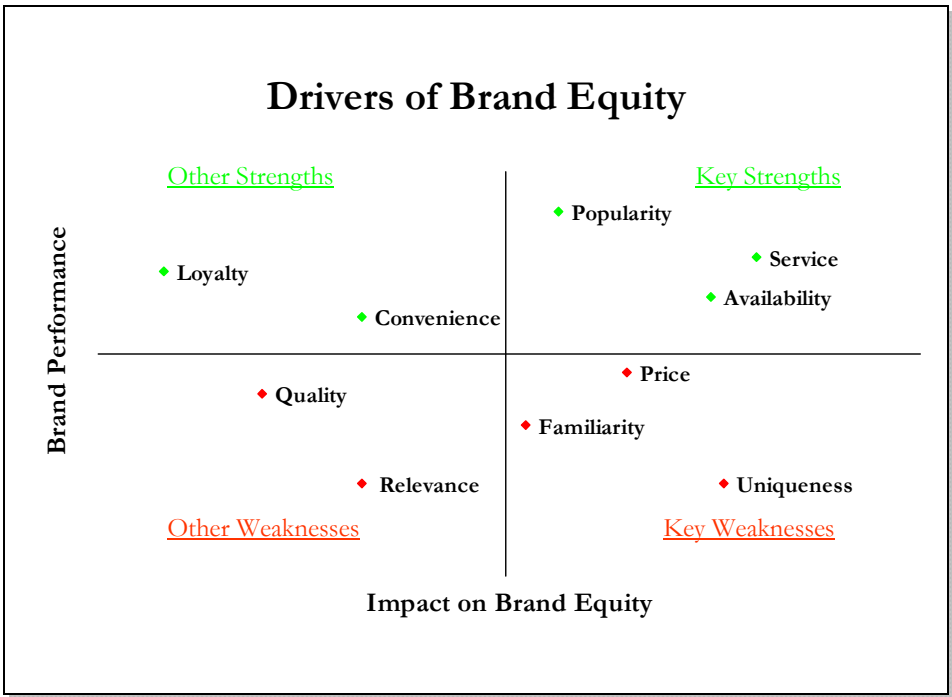 Drivers of Brand Equity
Other Strengths
Key Strengths
Popularity
Service
Loyalty
Availability
Convenience
Brand Performance
Price
Quality
Familiarity
Relevance
Uniqueness
Other Weaknesses
Key Weaknesses
Impact on Brand Equity